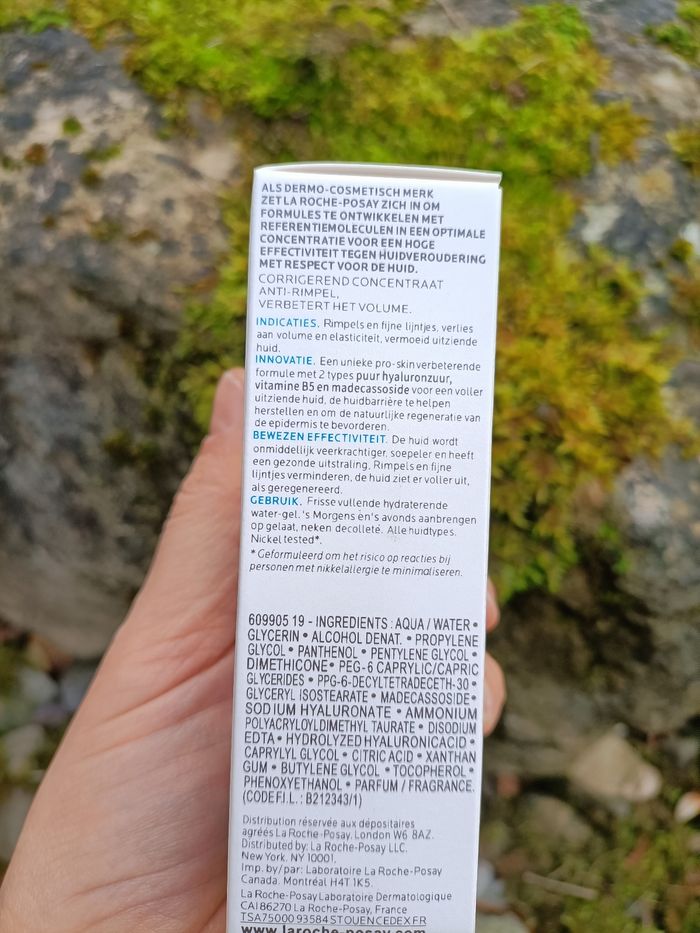 ALS DERMO-COSMETISCH MERK
ZET LA ROCHE-POSAY ZICH IN OM
FORMULES TE ONTWIKKELEN MET
REFERENTIEMOLECULEN IN EEN OPTIMALE
CONCENTRATIE VOOR EEN HOGE
EFFECTIVITEIT TEGEN HUIDVEROUDERING
MET RESPECT VOOR DE HUID.
CORRIGEREND CONCENTRAAT
ANTI-RIMPEL,
VERBETERT HET VOLUME.
INDICATIES. Rimpels en fijne lijntjes, verlies
aan volume en elasticiteit, vermoeid uitziende
huid.
INNOVATIE. Een unieke pro-skin verbeterende
formule met 2 types puur hyaluronzuur,
vitamine B5 en madecassoside voor een voller
uitziende huid, de huidbarrière te helpen
herstellen en om de natuurlijke regeneratie van
de epidermis te bevorderen.
BEWEZEN EFFECTIVITEIT. De huid wordt
onmiddellijk veerkrachtiger, soepeler en heeft
een gezonde uitstraling. Rimpels en fijne
lijntjes verminderen, de huid ziet er voller uit,
als geregenereerd.
GEBRUIK. Frisse vullende hydraterende
water-gel. 's Morgens en 's avonds aanbrengen
op gelaat, nek en decolleté. Alle huidtypes.
Nickel tested*.
* Geformuleerd om het risico op reacties bij
personen met nikkelallergie te minimaliseren.
609905 19 - INGREDIENTS : AQUA / WATER •
GLYCERIN • ALCOHOL DENAT. • PROPYLENE
GLYCOL • PANTHENOL • PENTYLENE GLYCOL •
DIMETHICONE • PEG-6 CAPRYLIC/CAPRIC
GLYCERIDES • PPG-6-DECYLTETRADECETH-30 •
GLYCERYL ISOSTEARATE • MADECASSOSIDE •
SODIUM HYALURONATE • AMMONIUM
POLYACRYLOYLDIMETHYL TAURATE • DISODIUM
EDTA • HYDROLYZED HYALURONIC ACID •
CAPRYLYL GLYCOL • CITRIC ACID • XANTHAN
GUM • BUTYLENE GLYCOL • TOCOPHEROL •
PHENOXYETHANOL • PARFUM / FRAGRANCE.
(CODE F.I.L. : B212343/1)
Distribution réservée aux dépositaires
agréés La Roche-Posay. London W6 8AZ.
Distributed by: La Roche-Posay LLC.
New York. NY 10001.
Imp. by/par: Laboratoire La Roche-Posay
Canada. Montréal H4T 1K5.
La Roche-Posay Laboratoire Dermatologique
CAI 86270 La Roche-Posay, France
TSA 75000 93584 ST OUEN CEDEX FR
www.laroche-posay.com